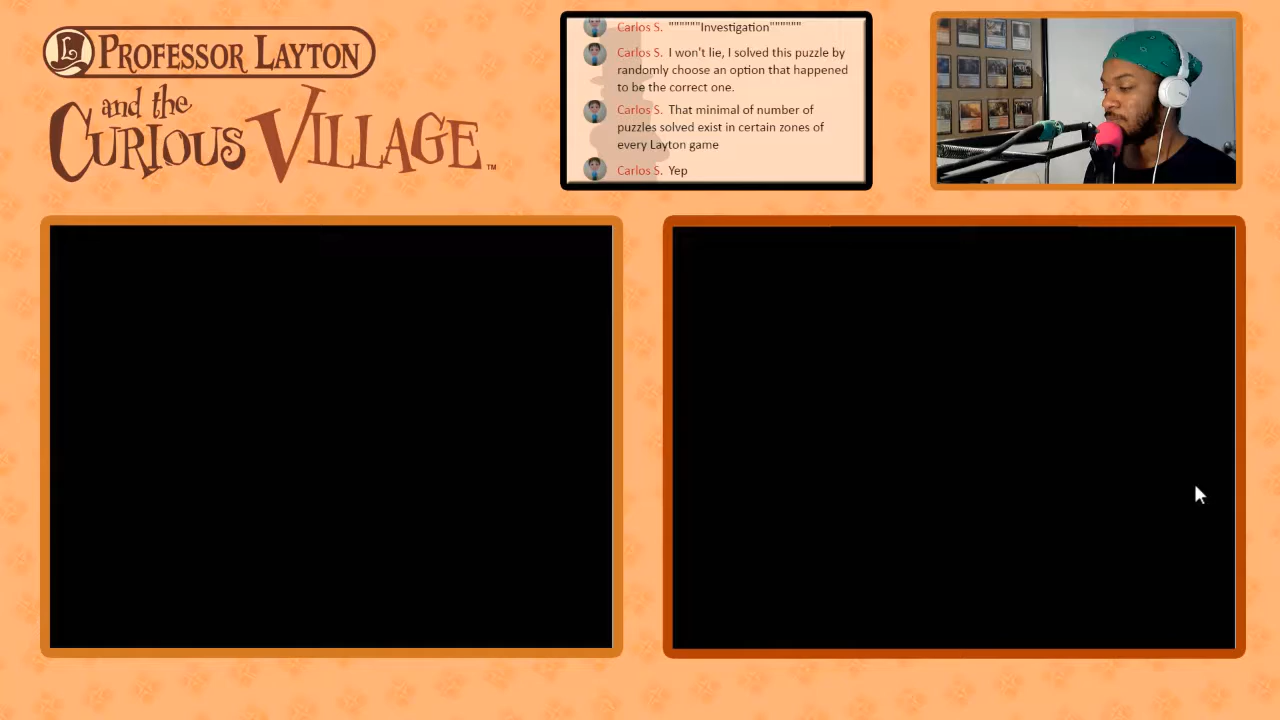 L PROFESSOR LAYTON
and the
CURIOUS VILLAGE™
Carlos S. """"""Investigation""""""
Carlos S. I won't lie, I solved this puzzle by
randomly choose an option that happened
to be the correct one.
Carlos S. That minimal of number of
puzzles solved exist in certain zones of
every Layton game
Carlos S. Yep